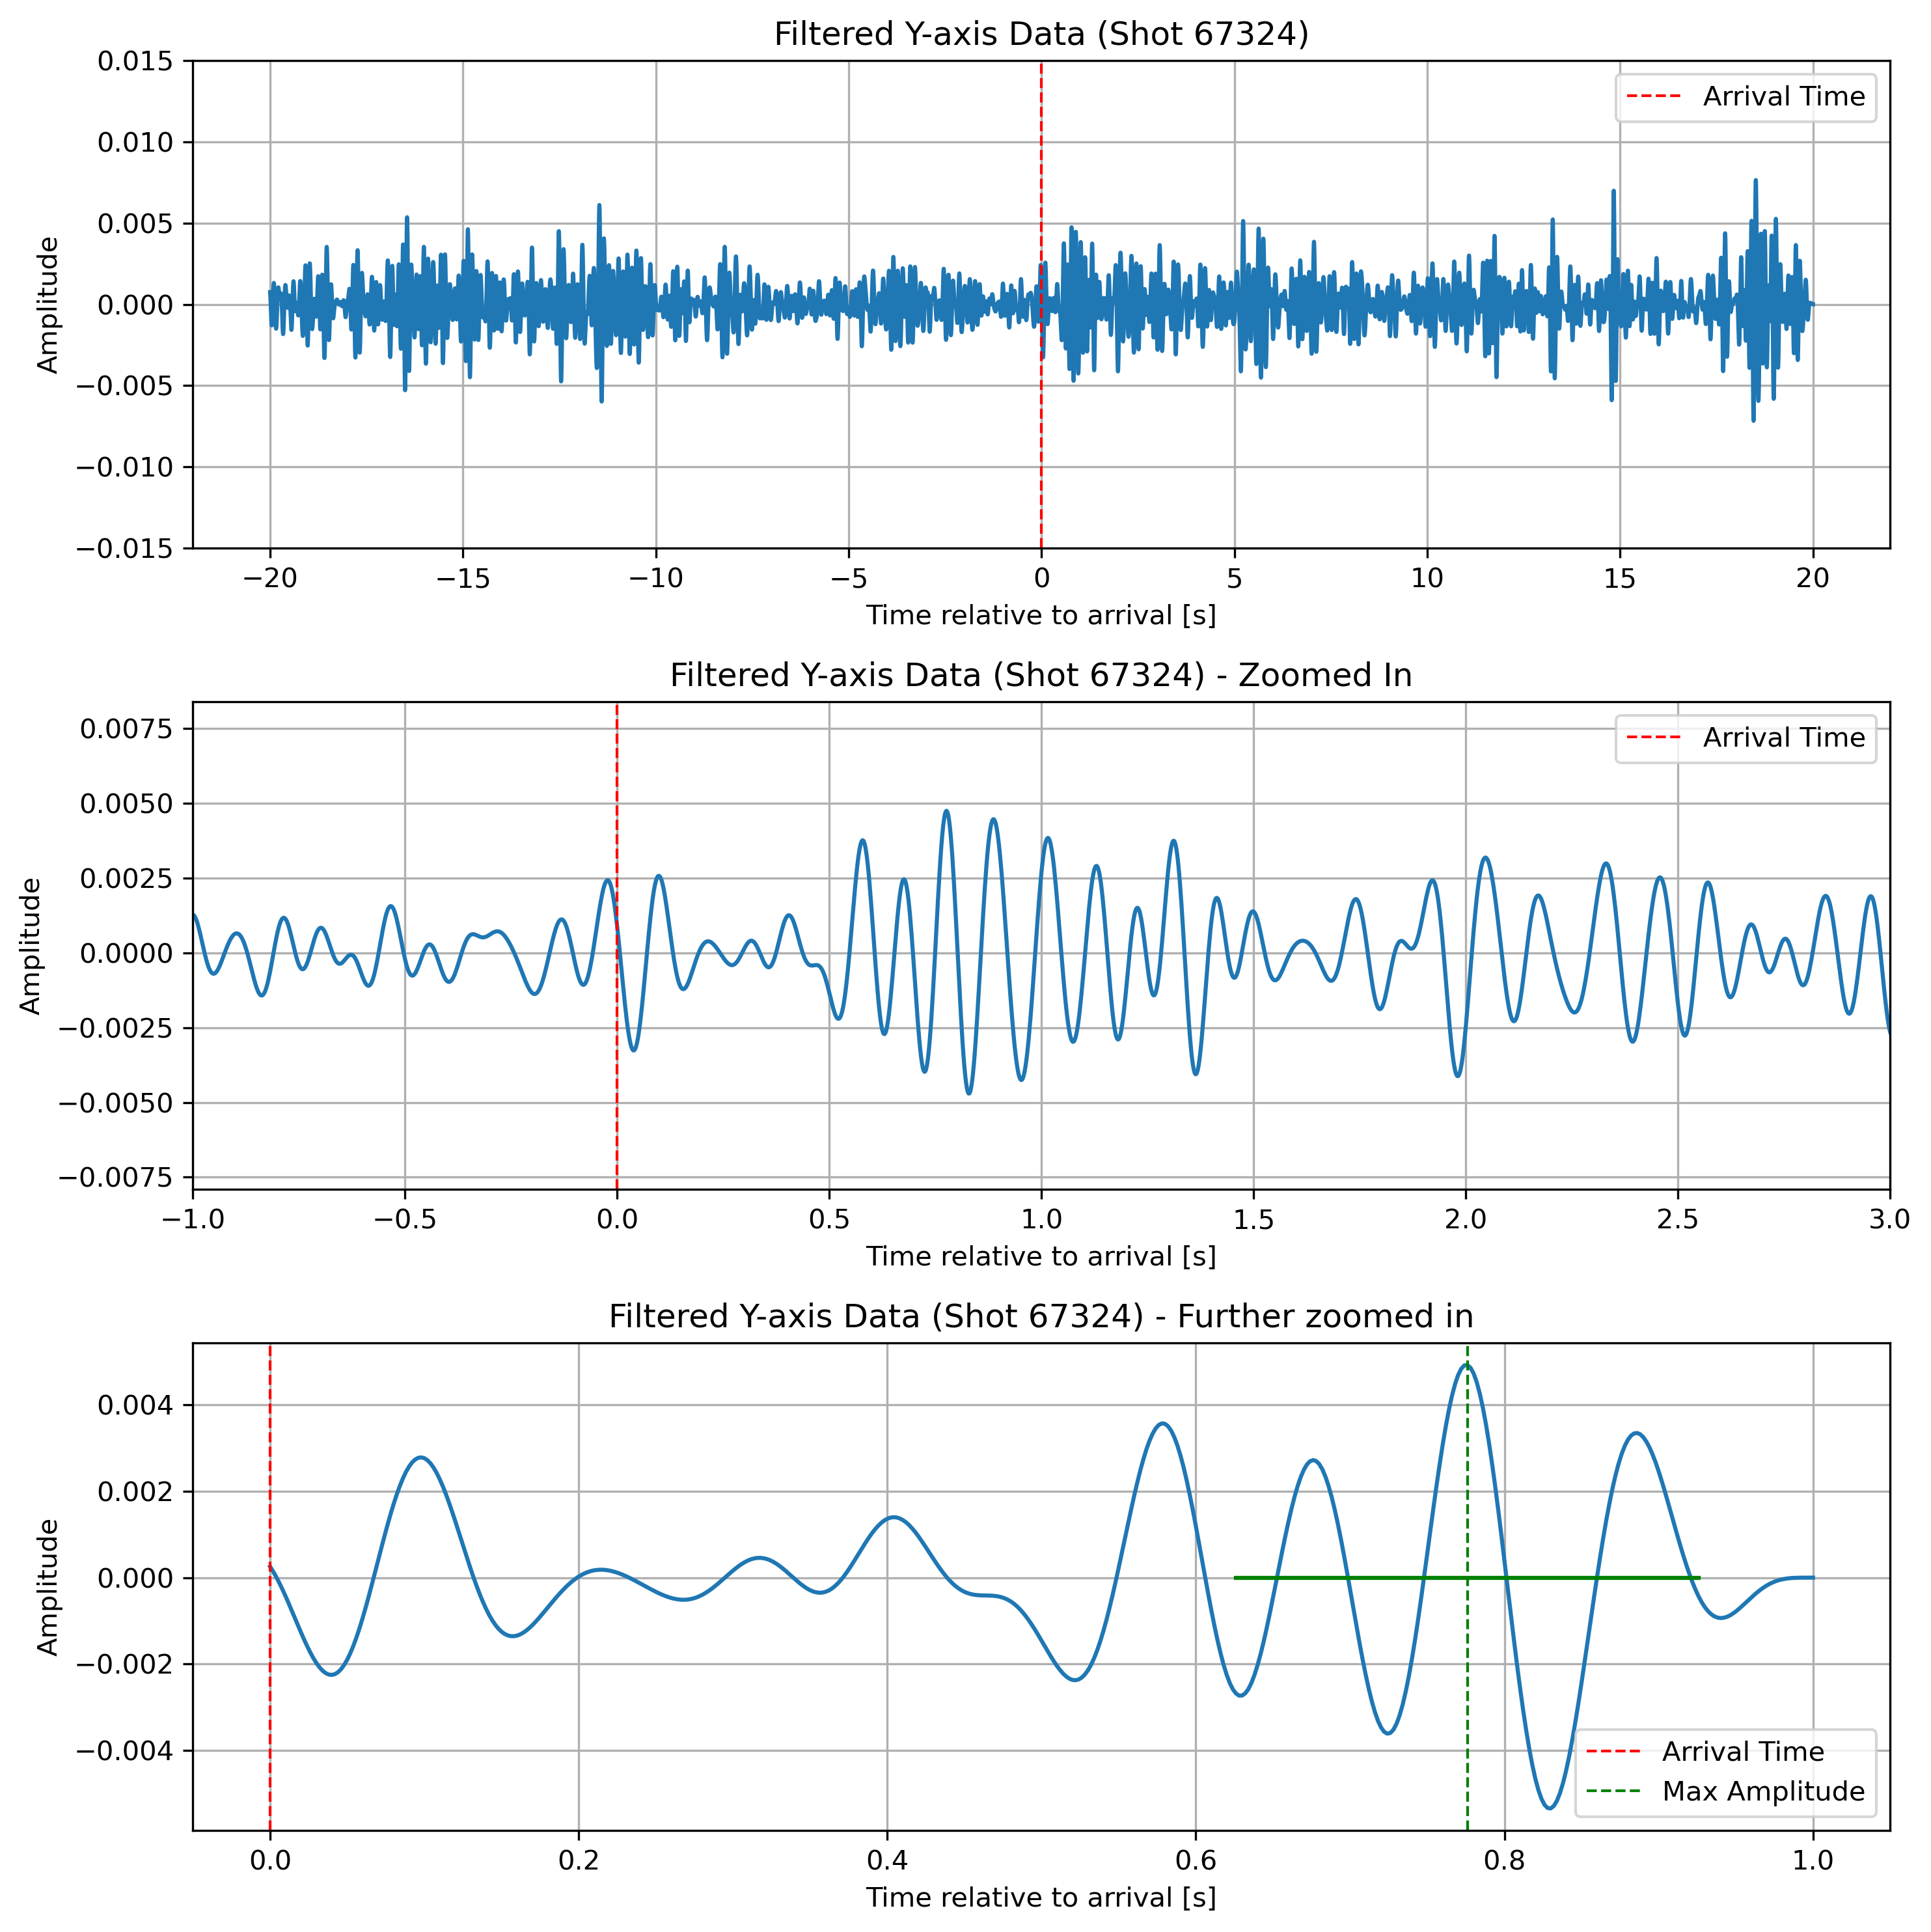 Filtered Y-axis Data (Shot 67324)
0.015
0.010
0.005
0.000
−0.005
−0.010
−0.015
Amplitude
Arrival Time
−20 −15 −10 −5 0 5 10 15 20
Time relative to arrival [s]
Filtered Y-axis Data (Shot 67324) - Zoomed In
0.0075
0.0050
0.0025
0.0000
−0.0025
−0.0050
−0.0075
Amplitude
Arrival Time
−1.0 −0.5 0.0 0.5 1.0 1.5 2.0 2.5 3.0
Time relative to arrival [s]
Filtered Y-axis Data (Shot 67324) - Further zoomed in
0.004
0.002
0.000
−0.002
−0.004
Amplitude
Arrival Time
Max Amplitude
0.0 0.2 0.4 0.6 0.8 1.0
Time relative to arrival [s]